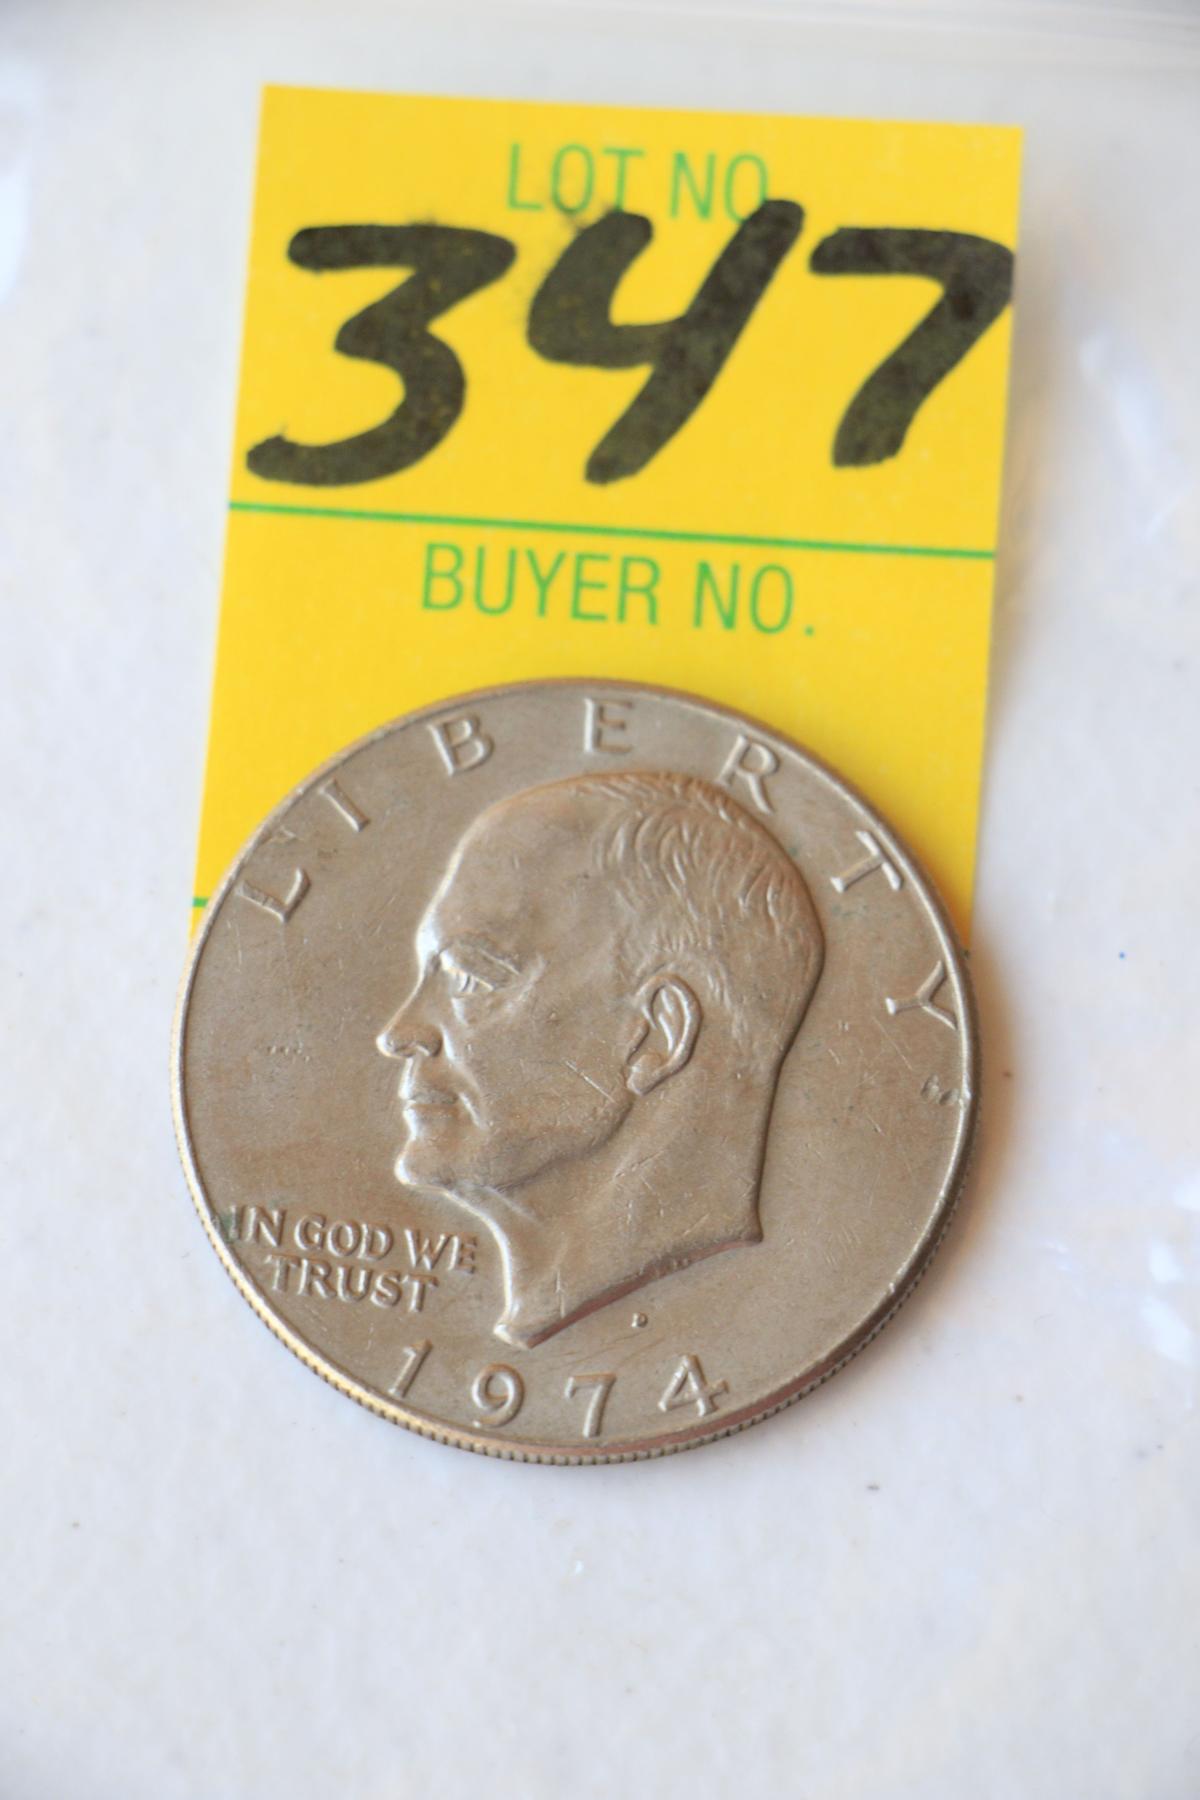 LOT NO.
347
BUYER NO.
LIBERTY
IN GOD WE
TRUST
D
1974